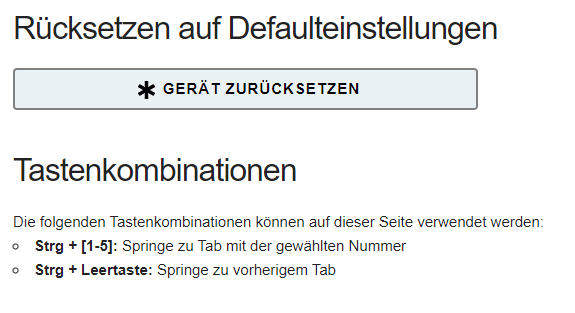 Rücksetzen auf Defaulteinstellungen
GERÄT ZURÜCKSETZEN
Tastenkombinationen
Die folgenden Tastenkombinationen können auf dieser Seite verwendet werden:
Strg + [1-5]: Springe zu Tab mit der gewählten Nummer
Strg + Leertaste: Springe zu vorherigem Tab